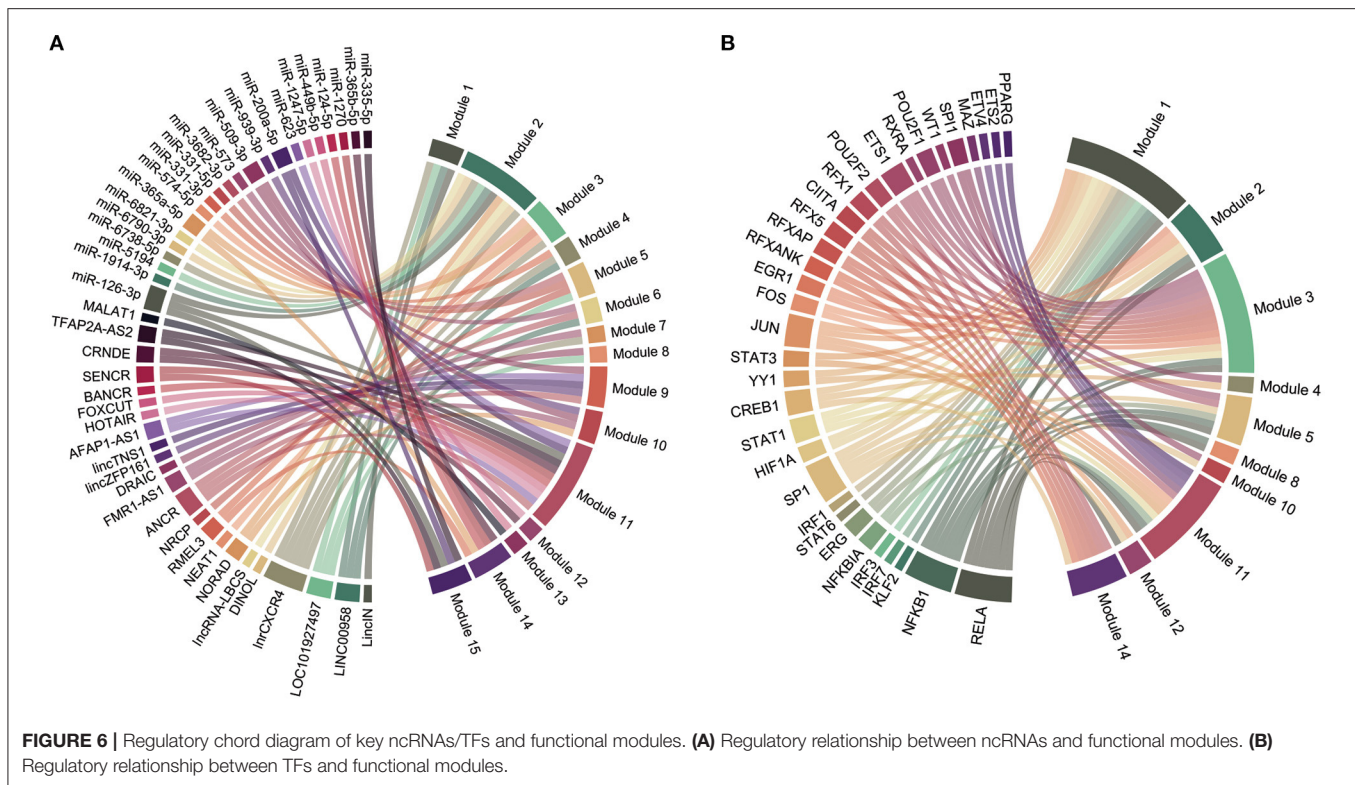 A
miR-335-5p
miR-365b-5p
miR-1270
miR-124-5p
miR-449b-5p
miR-1247-5p
miR-623
miR-200a-5p
miR-939-3p
miR-509-3p
miR-573
miR-3682-3p
miR-331-5p
miR-331-3p
miR-574-5p
miR-365a-5p
miR-6821-3p
miR-6790-3p
miR-6738-5p
miR-5194
miR-1914-3p
miR-126-3p
MALAT1
TFAP2A-AS2
CRNDE
SENCR
BANCR
FOXCUT
HOTAIR
AFAP1-AS1
lincTNS1
lincZFP161
DRAIC
FMR1-AS1
ANCR
NRCP
RMEL3
NEAT1
NORAD
lncRNA-LBCS
DINOL
lnrCXCR4
LOC101927497
LINC00958
LincIN
Module 1
Module 2
Module 3
Module 4
Module 5
Module 6
Module 7
Module 8
Module 9
Module 10
Module 11
Module 12
Module 13
Module 14
Module 15
B
PPARG
ETS2
ETV4
MAZ
SPI1
WT1
POU2F1
RXRA
ETS1
POU2F2
RFX1
CIITA
RFX5
RFXAP
RFXANK
EGR1
FOS
JUN
STAT3
YY1
CREB1
STAT1
HIF1A
SP1
IRF1
STAT6
ERG
NFKBIA
IRF3
IRF7
KLF2
NFKB1
RELA
Module 1
Module 2
Module 3
Module 4
Module 5
Module 8
Module 10
Module 11
Module 12
Module 14
FIGURE 6 | Regulatory chord diagram of key ncRNAs/TFs and functional modules. (A) Regulatory relationship between ncRNAs and functional modules. (B)
Regulatory relationship between TFs and functional modules.